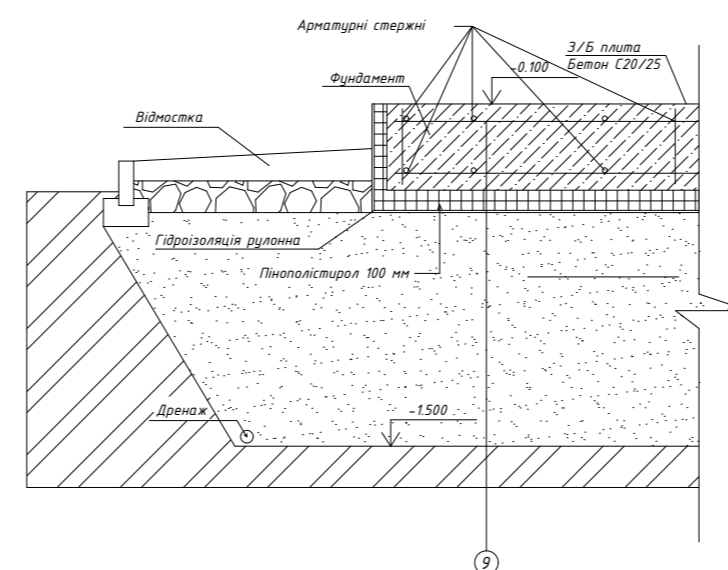 Арматурні стержні
З/Б плита
Бетон С20/25
-0.100
Фундамент
Відмостка
Гідроізоляція рулонна
Пінополістирол 100 мм
Дренаж
-1.500
9